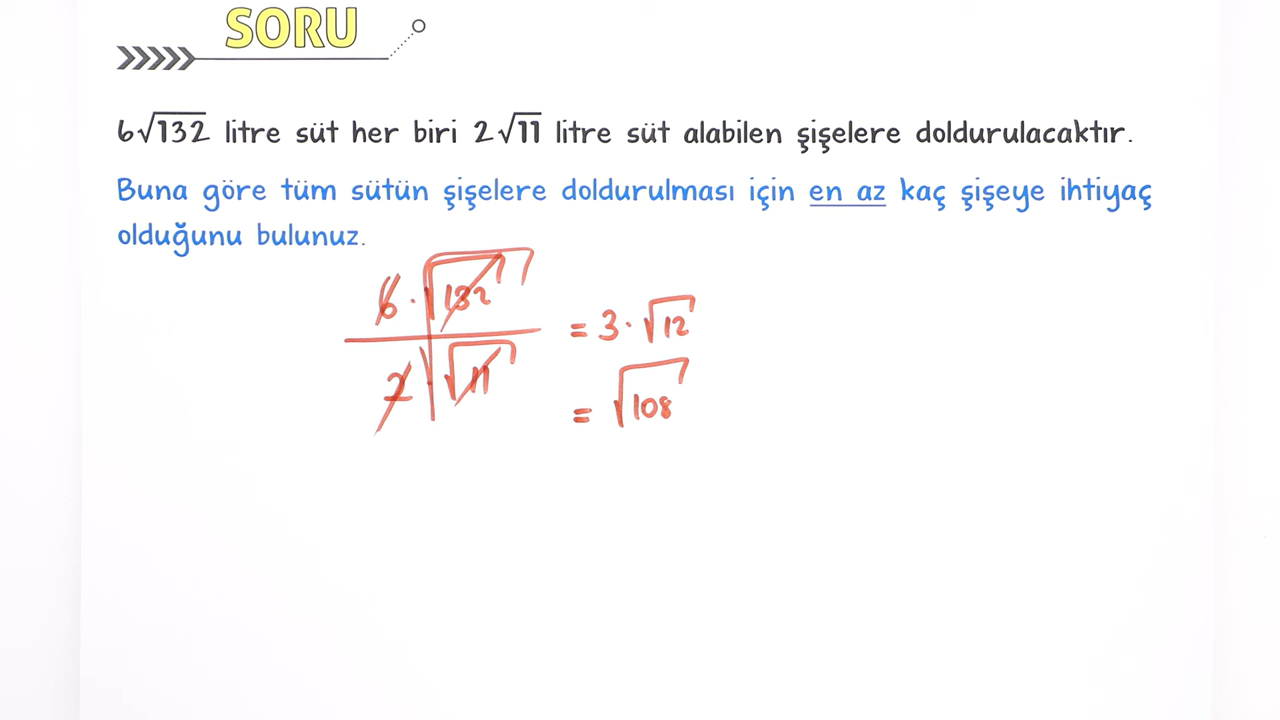 SORU
6√132 litre süt her biri 2√11 litre süt alabilen şişelere doldurulacaktır.
Buna göre tüm sütün şişelere doldurulması için en az kaç şişeye ihtiyaç
olduğunu bulunuz.
6·√132
2√11
= 3·√12
= √108